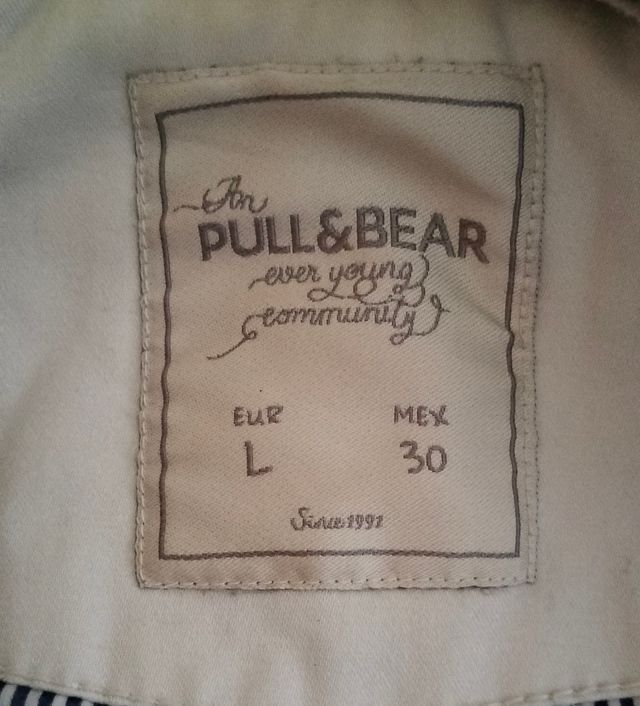 An
PULL&BEAR
ever young
community
EUR MEX
L 30
Since 1991